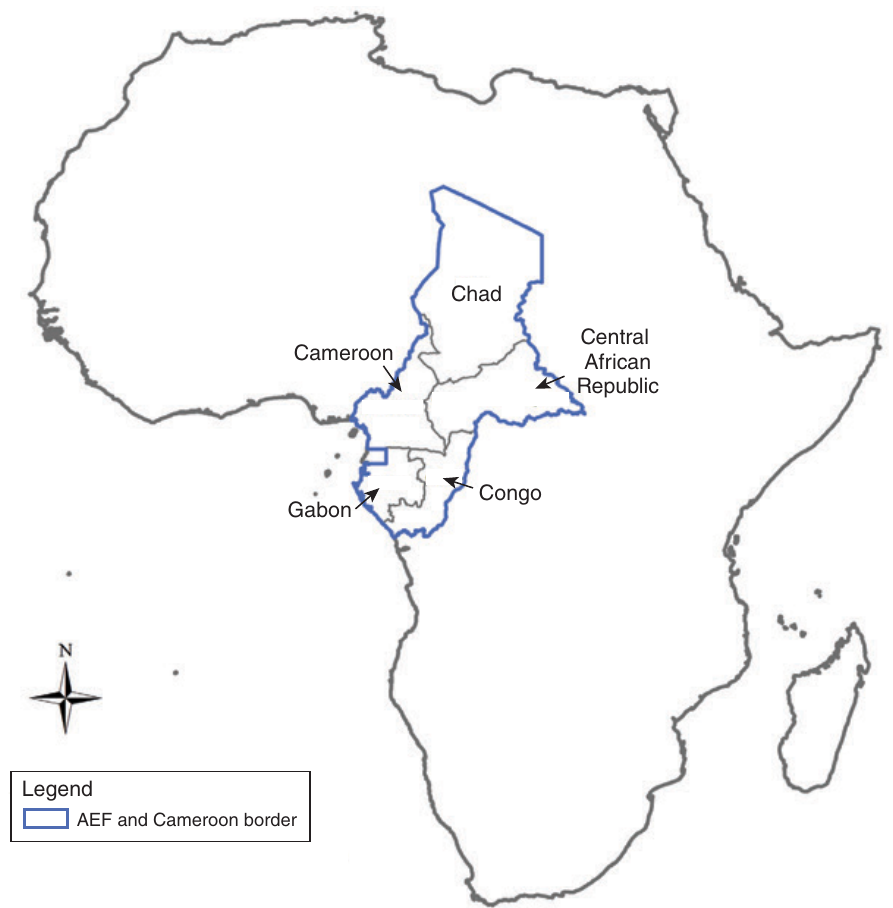 Chad
Central
African
Republic
Cameroon
Congo
Gabon
N
Legend
AEF and Cameroon border